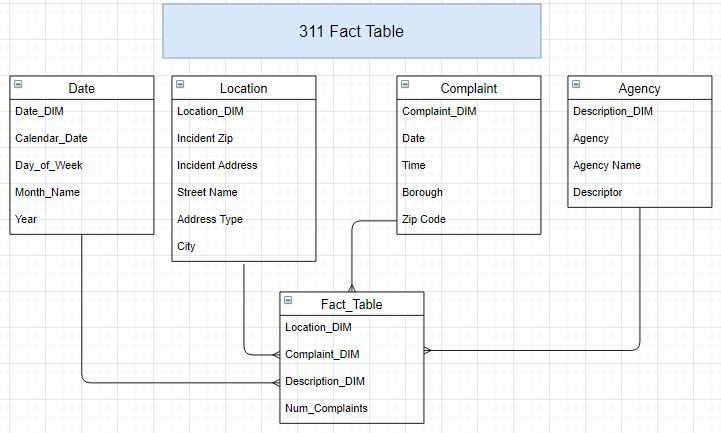 311 Fact Table
Date
Date_DIM
Calendar_Date
Day_of_Week
Month_Name
Year
Location
Location_DIM
Incident Zip
Incident Address
Street Name
Address Type
City
Complaint
Complaint_DIM
Date
Time
Borough
Zip Code
Agency
Description_DIM
Agency
Agency Name
Descriptor
Fact_Table
Location_DIM
Complaint_DIM
Description_DIM
Num_Complaints